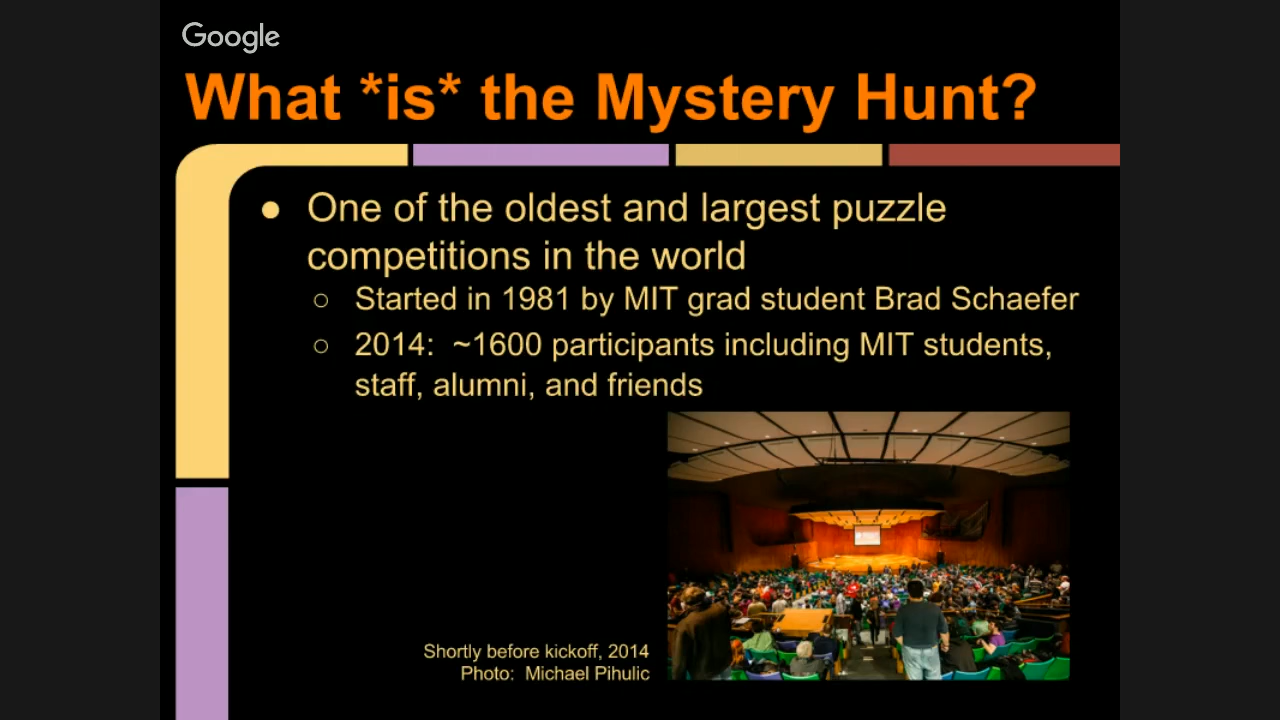 Google
What *is* the Mystery Hunt?
● One of the oldest and largest puzzle
competitions in the world
○ Started in 1981 by MIT grad student Brad Schaefer
○ 2014:  ~1600 participants including MIT students,
staff, alumni, and friends
Shortly before kickoff, 2014
Photo:  Michael Pihulic